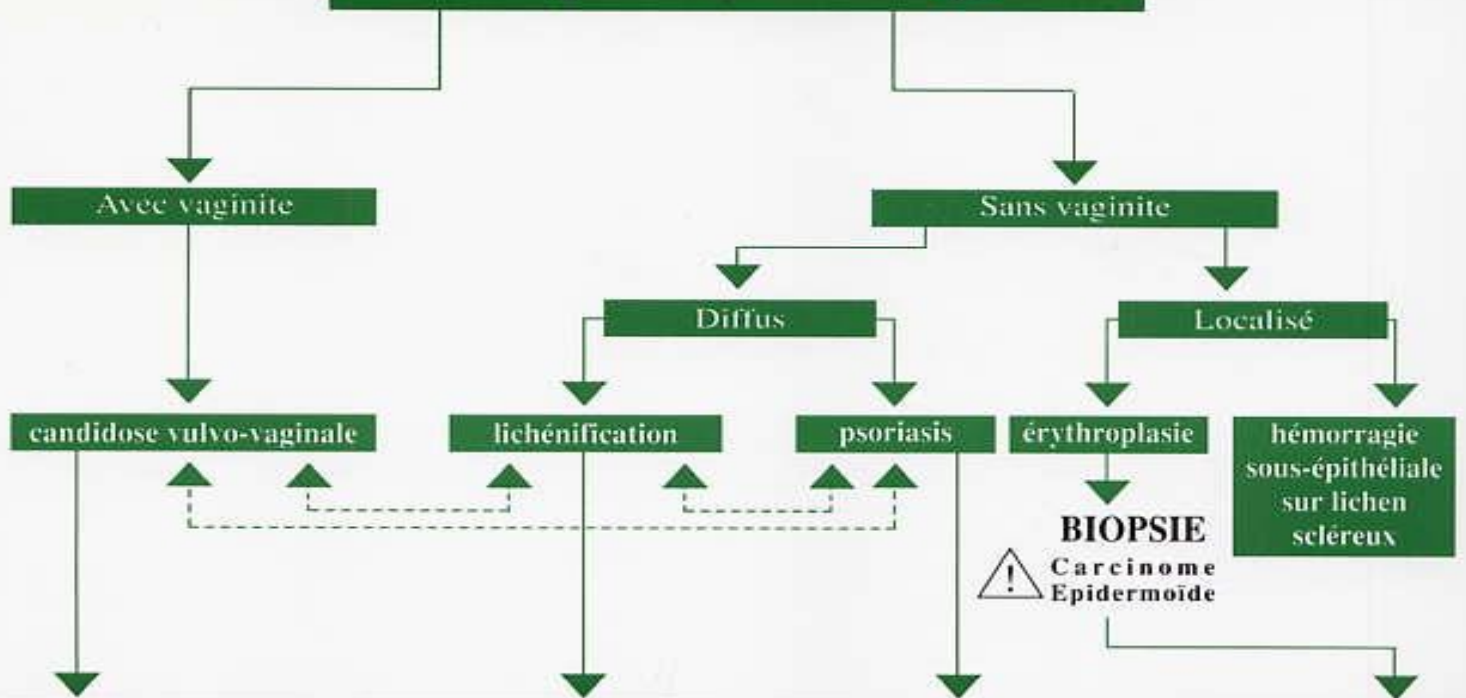 Avec vaginite
Sans vaginite
Diffus
Localisé
candidose vulvo-vaginale
lichénification
psoriasis
érythroplasie
hémorragie
sous-épithéliale
sur lichen
scléreux
BIOPSIE
!
Carcinome
Epidermoïde